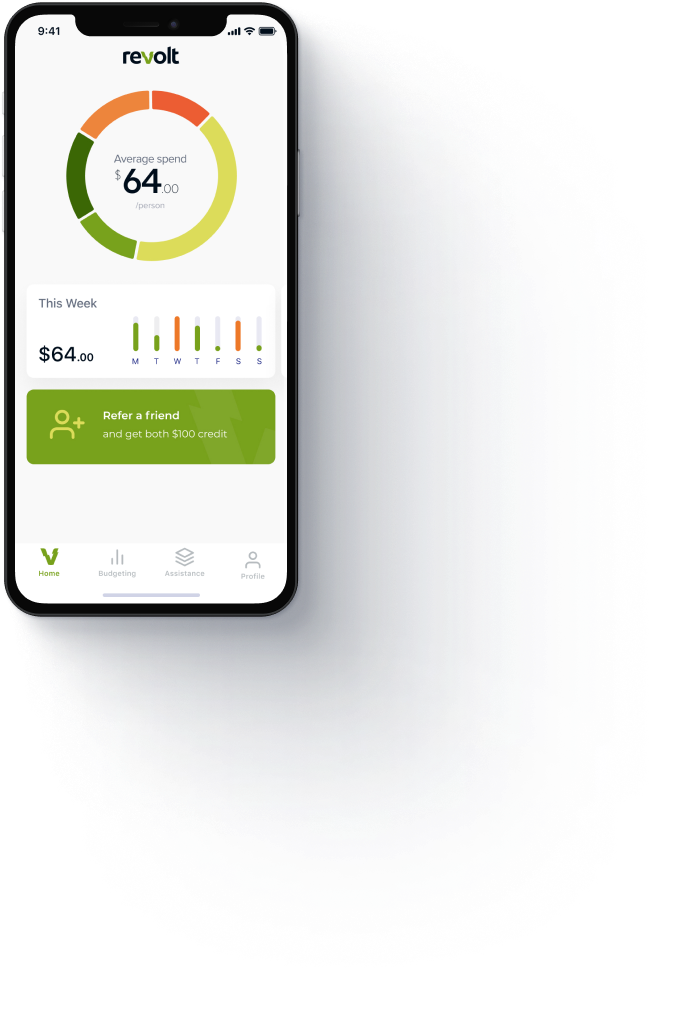 9:41
revolt
Average spend
$64.00
/person
This Week
$64.00
M T W T F S S
Refer a friend
and get both $100 credit
Home Budgeting Assistance Profile